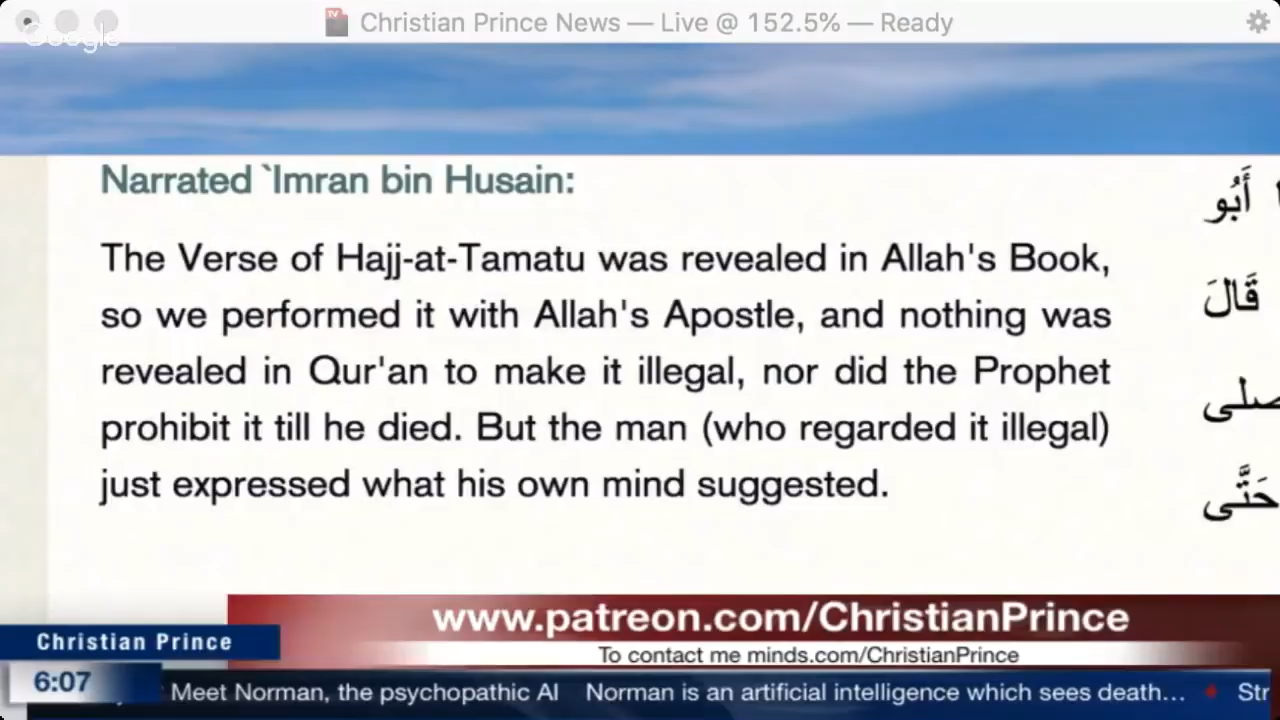 Christian Prince News — Live @ 152.5% — Ready
Google
Narrated `Imran bin Husain:
The Verse of Hajj-at-Tamatu was revealed in Allah's Book,
so we performed it with Allah's Apostle, and nothing was
revealed in Qur'an to make it illegal, nor did the Prophet
prohibit it till he died. But the man (who regarded it illegal)
just expressed what his own mind suggested.
أَبُو
قَالَ
صلى
حَتَّى
www.patreon.com/ChristianPrince
To contact me minds.com/ChristianPrince
Christian Prince
6:07
Meet Norman, the psychopathic AI Norman is an artificial intelligence which sees death… Str